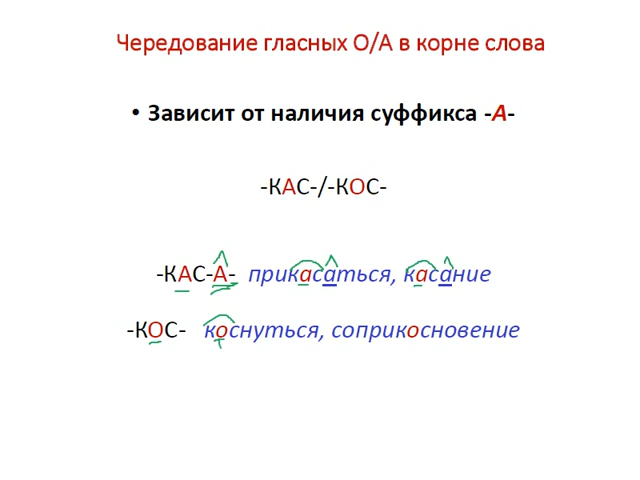 Чередование гласных О/А в корне слова
• Зависит от наличия суффикса -А-
-КАС-/-КОС-
-КАС-А- прикасаться, касание
-КОС- коснуться, соприкосновение